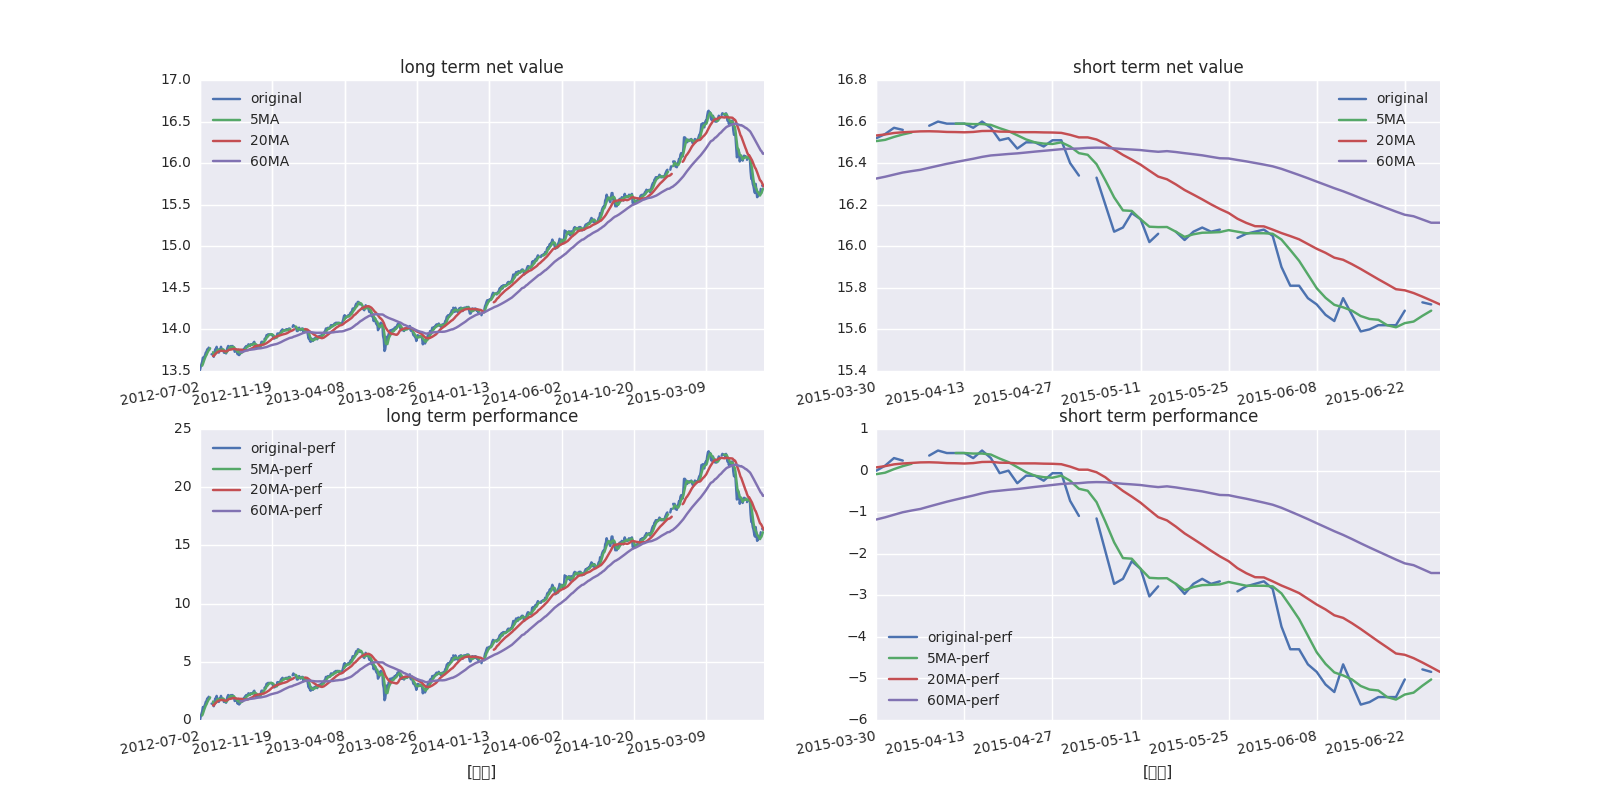 long term net value
17.0
16.5
16.0
15.5
15.0
14.5
14.0
13.5
original
5MA
20MA
60MA
2012-07-02 2012-11-19 2013-04-08 2013-08-26 2014-01-13 2014-06-02 2014-10-20 2015-03-09
short term net value
16.8
16.6
16.4
16.2
16.0
15.8
15.6
15.4
original
5MA
20MA
60MA
2015-03-30 2015-04-13 2015-04-27 2015-05-11 2015-05-25 2015-06-08 2015-06-22
long term performance
25
20
15
10
5
0
original-perf
5MA-perf
20MA-perf
60MA-perf
2012-07-02 2012-11-19 2013-04-08 2013-08-26 2014-01-13 2014-06-02 2014-10-20 2015-03-09
[▯▯]
short term performance
1
0
−1
−2
−3
−4
−5
−6
original-perf
5MA-perf
20MA-perf
60MA-perf
2015-03-30 2015-04-13 2015-04-27 2015-05-11 2015-05-25 2015-06-08 2015-06-22
[▯▯]